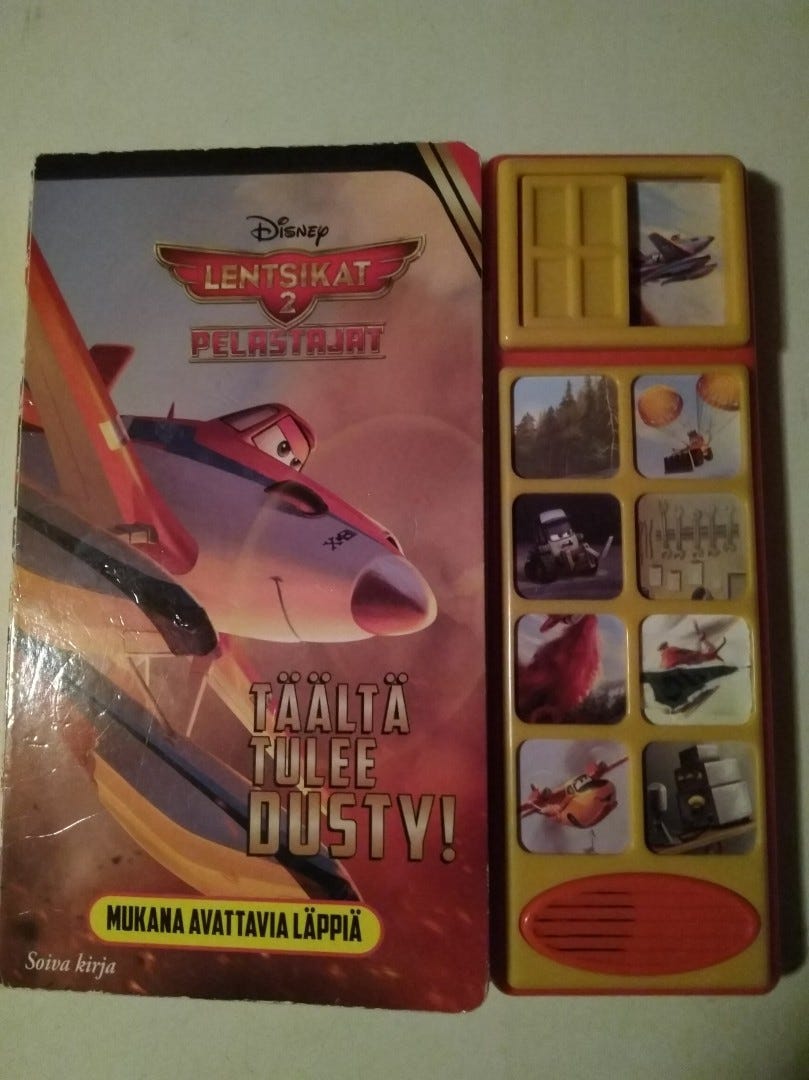 Disney
LENTSIKAT
2
PELASTAJAT
TÄÄLTÄ
TULEE
DUSTY!
MUKANA AVATTAVIA LÄPPIÄ
Soiva kirja